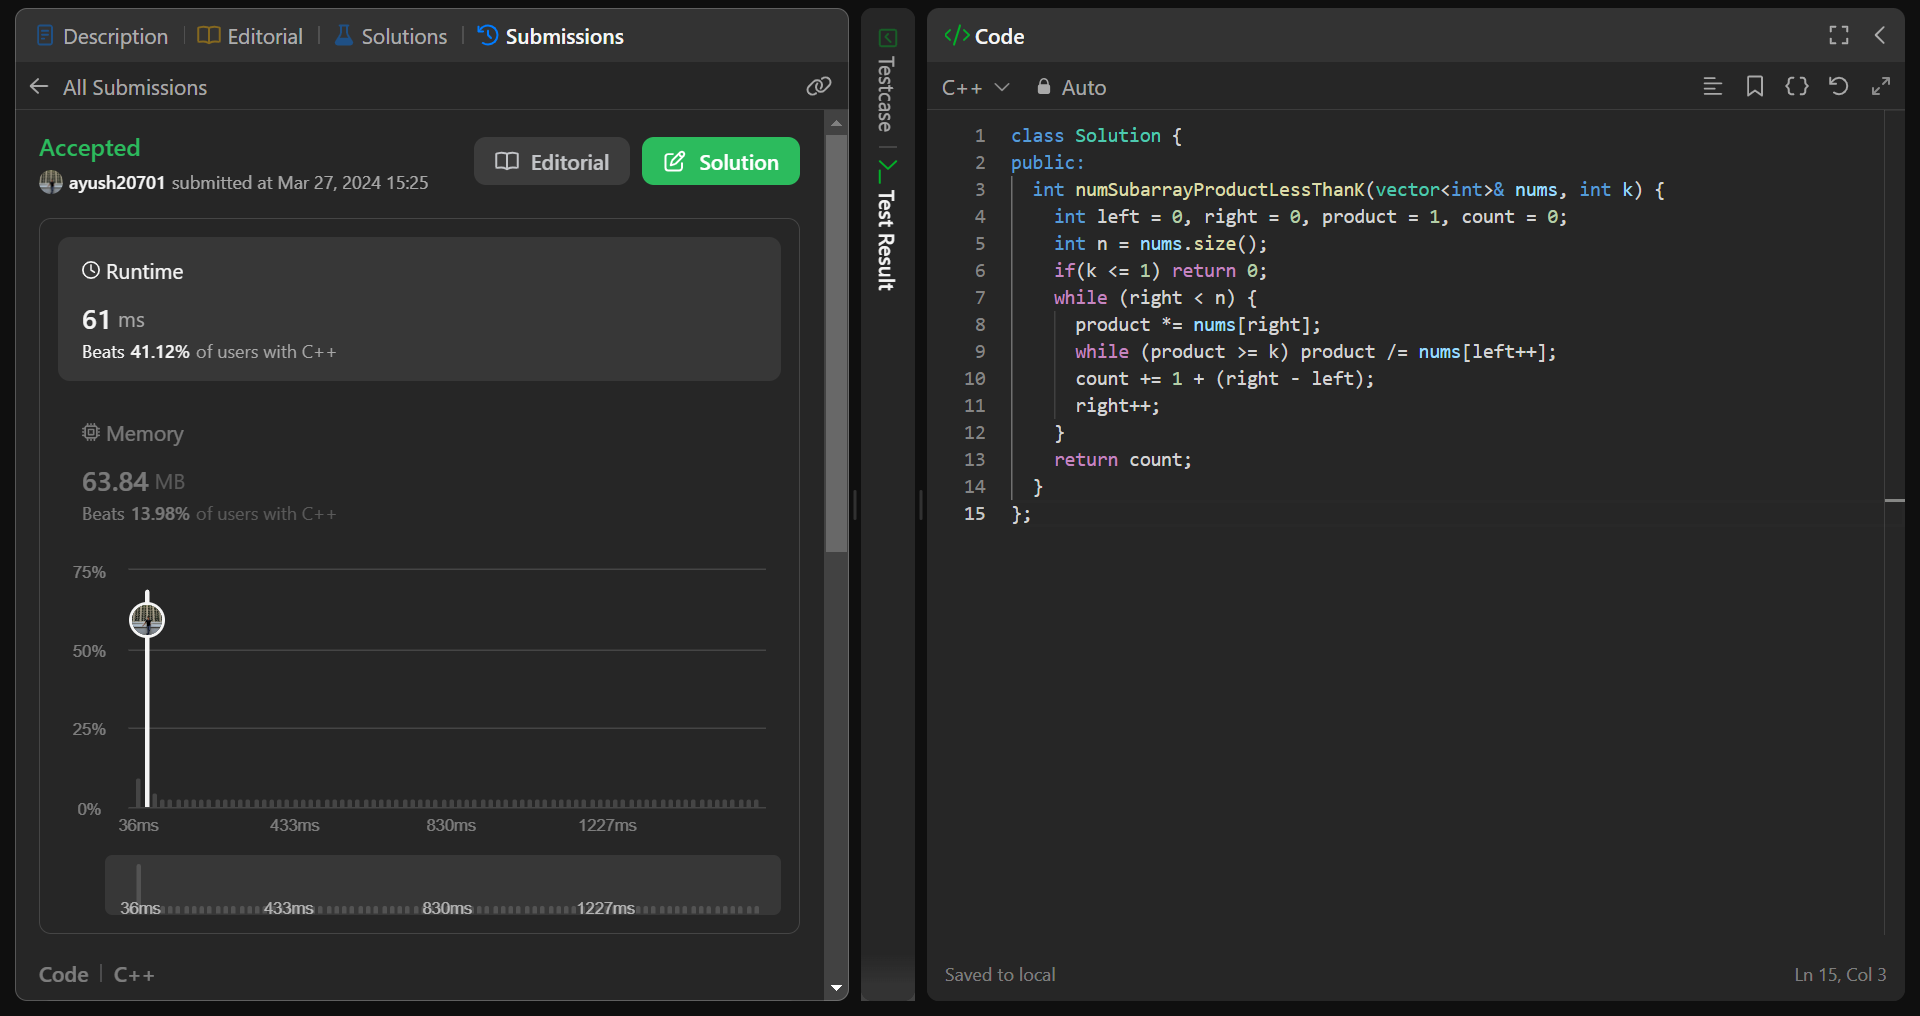 Description
Editorial
Solutions
Submissions
All Submissions
Accepted
ayush20701 submitted at Mar 27, 2024 15:25
Editorial
Solution
Runtime
61 ms
Beats 41.12% of users with C++
Memory
63.84 MB
Beats 13.98% of users with C++
75%
50%
25%
0%
36ms 433ms 830ms 1227ms
36ms 433ms 830ms 1227ms
Code C++
Testcase
Test Result
</> Code
C++ Auto
1 class Solution {
2 public:
3 int numSubarrayProductLessThanK(vector<int>& nums, int k) {
4 int left = 0, right = 0, product = 1, count = 0;
5 int n = nums.size();
6 if(k <= 1) return 0;
7 while (right < n) {
8 product *= nums[right];
9 while (product >= k) product /= nums[left++];
10 count += 1 + (right - left);
11 right++;
12 }
13 return count;
14 }
15 };
Saved to local
Ln 15, Col 3